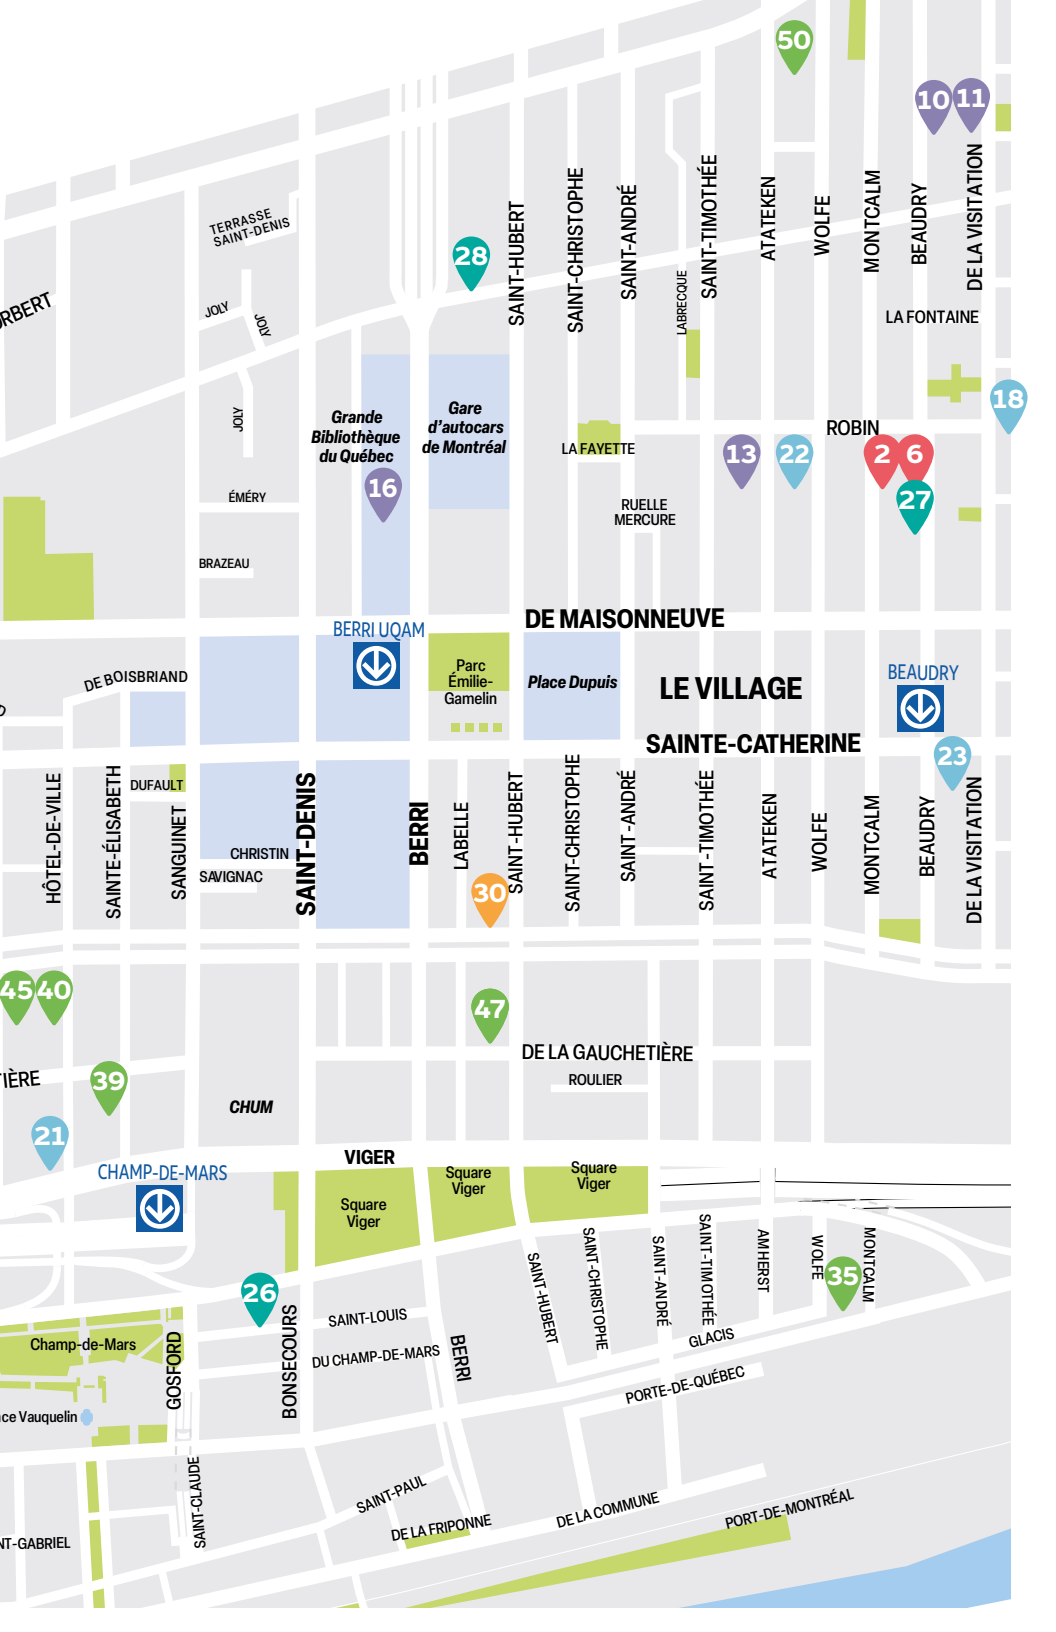 50
10
11
TERRASSE
SAINT-DENIS
28
SAINT-HUBERT
SAINT-CHRISTOPHE
SAINT-ANDRÉ
LABRECQUE
SAINT-TIMOTHÉE
ATATEKEN
WOLFE
MONTCALM
BEAUDRY
DE LA VISITATION
RBERT
JOLY
JOLY
JOLY
LA FONTAINE
18
Grande
Bibliothèque
du Québec
16
Gare
d'autocars
de Montréal
LA FAYETTE
ROBIN
13
22
2
6
27
ÉMÉRY
RUELLE
MERCURE
BRAZEAU
DE MAISONNEUVE
BERRI UQAM
Parc
Émilie-
Gamelin
Place Dupuis
LE VILLAGE
BEAUDRY
DE BOISBRIAND
SAINTE-CATHERINE
23
HÔTEL-DE-VILLE
SAINTE-ÉLISABETH
DUFAULT
SANGUINET
CHRISTIN
SAVIGNAC
SAINT-DENIS
BERRI
LABELLE
SAINT-HUBERT
SAINT-CHRISTOPHE
SAINT-ANDRÉ
SAINT-TIMOTHÉE
ATATEKEN
WOLFE
MONTCALM
BEAUDRY
DE LA VISITATION
30
45
40
47
DE LA GAUCHETIÈRE
ROULIER
TIÈRE
39
CHUM
21
CHAMP-DE-MARS
VIGER
Square
Viger
Square
Viger
Square
Viger
SAINT-HUBERT
SAINT-CHRISTOPHE
SAINT-ANDRÉ
SAINT-TIMOTHÉE
AMHERST
WOLFE
35
MONTCALM
26
BONSECOURS
SAINT-LOUIS
DU CHAMP-DE-MARS
BERRI
GLACIS
PORTE-DE-QUÉBEC
Champ-de-Mars
GOSFORD
ce Vauquelin
SAINT-CLAUDE
SAINT-PAUL
DE LA FRIPONNE
DE LA COMMUNE
PORT-DE-MONTRÉAL
NT-GABRIEL